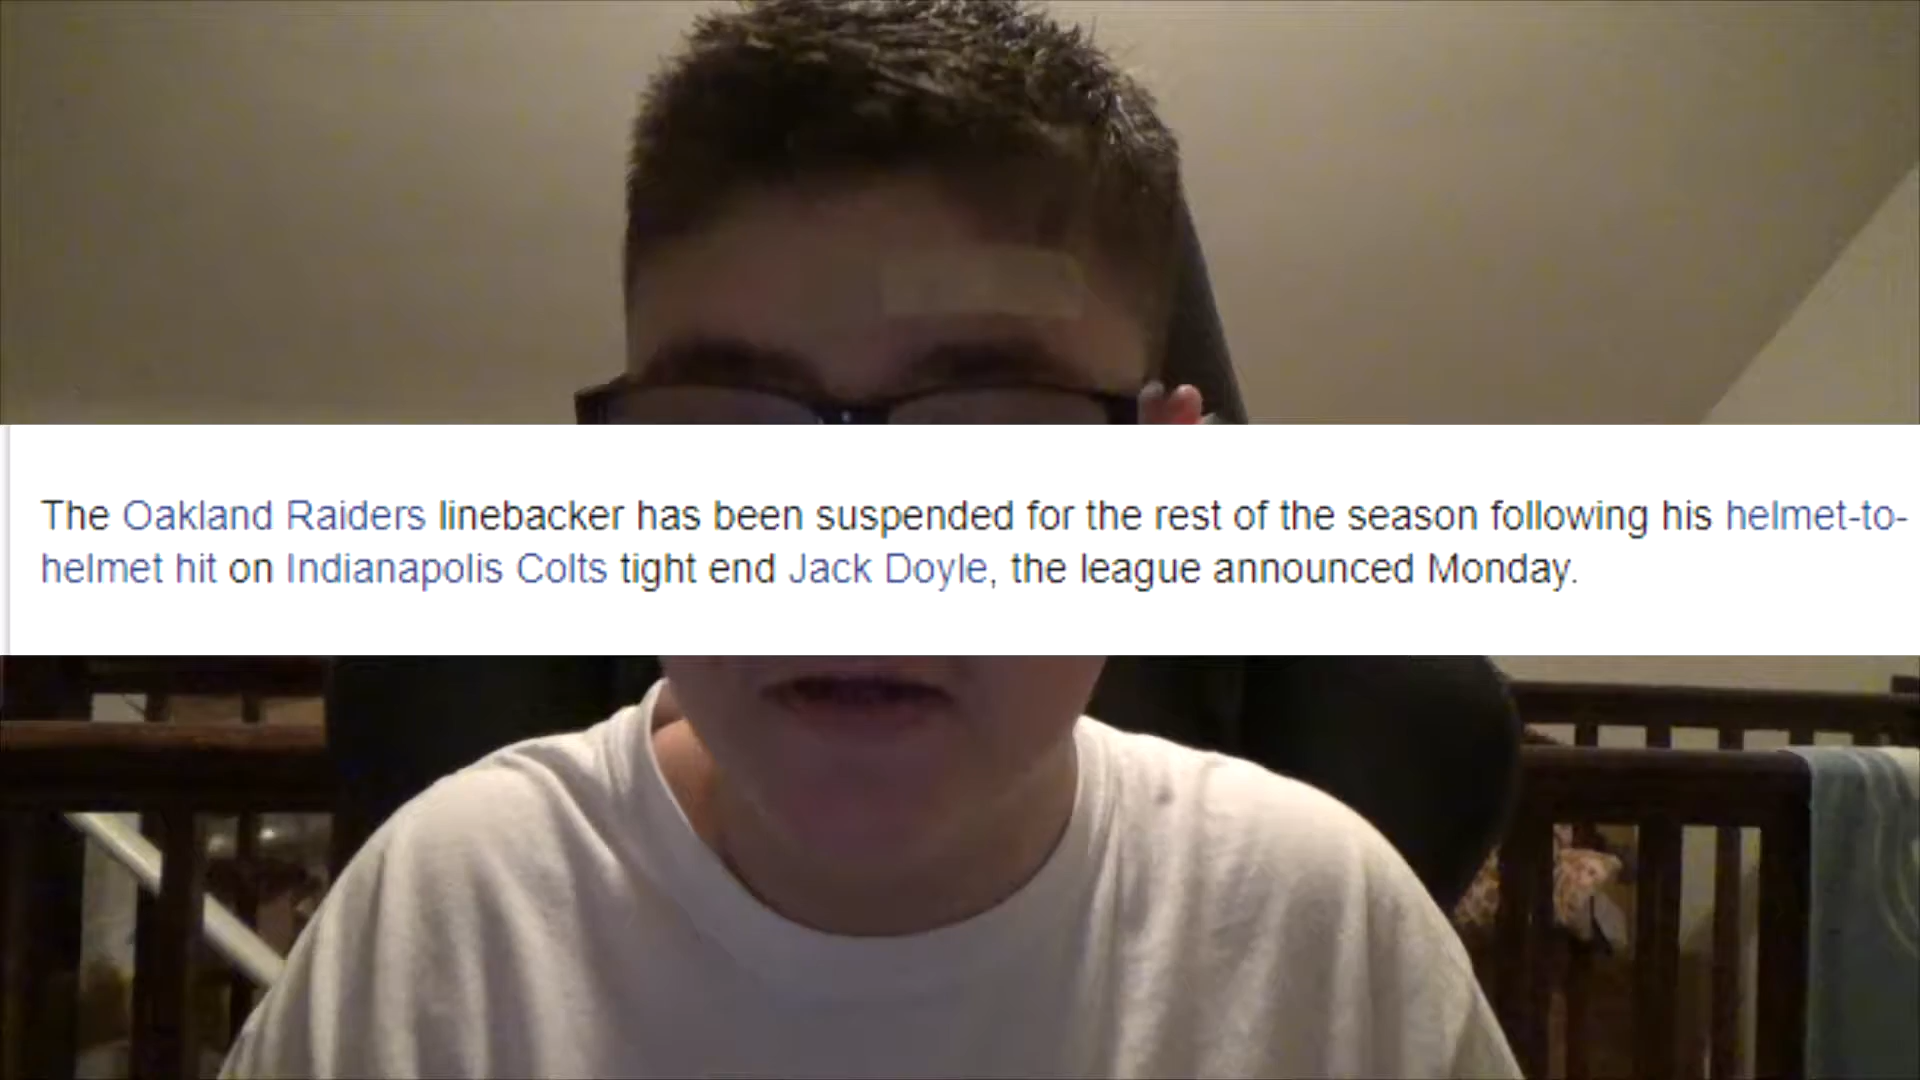 The Oakland Raiders linebacker has been suspended for the rest of the season following his helmet-to-
helmet hit on Indianapolis Colts tight end Jack Doyle, the league announced Monday.